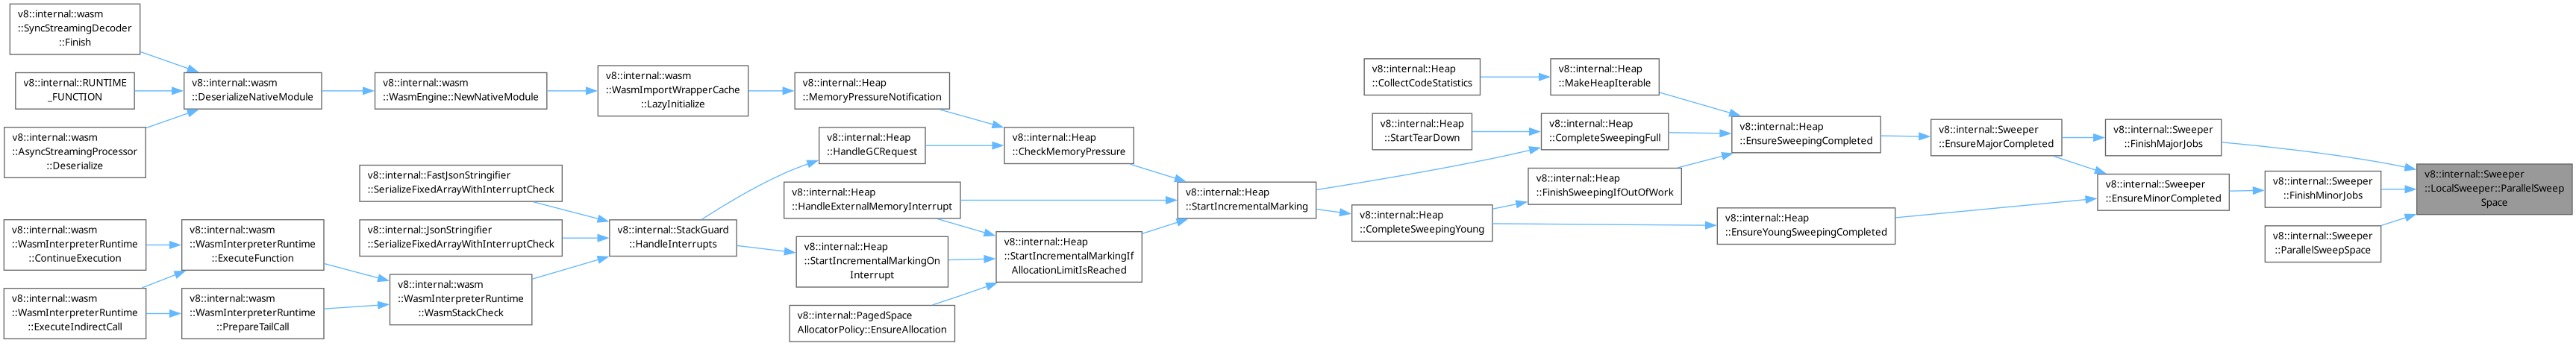 v8::internal::wasm
::SyncStreamingDecoder
::Finish
v8::internal::RUNTIME
_FUNCTION
v8::internal::wasm
::AsyncStreamingProcessor
::Deserialize
v8::internal::wasm
::DeserializeNativeModule
v8::internal::wasm
::WasmEngine::NewNativeModule
v8::internal::wasm
::WasmImportWrapperCache
::LazyInitialize
v8::internal::Heap
::MemoryPressureNotification
v8::internal::Heap
::HandleGCRequest
v8::internal::Heap
::CheckMemoryPressure
v8::internal::FastJsonStringifier
::SerializeFixedArrayWithInterruptCheck
v8::internal::JsonStringifier
::SerializeFixedArrayWithInterruptCheck
v8::internal::wasm
::WasmInterpreterRuntime
::ContinueExecution
v8::internal::wasm
::WasmInterpreterRuntime
::ExecuteFunction
v8::internal::wasm
::WasmInterpreterRuntime
::ExecuteIndirectCall
v8::internal::wasm
::WasmInterpreterRuntime
::PrepareTailCall
v8::internal::wasm
::WasmInterpreterRuntime
::WasmStackCheck
v8::internal::StackGuard
::HandleInterrupts
v8::internal::Heap
::HandleExternalMemoryInterrupt
v8::internal::Heap
::StartIncrementalMarkingOn
Interrupt
v8::internal::PagedSpace
AllocatorPolicy::EnsureAllocation
v8::internal::Heap
::StartIncrementalMarkingIf
AllocationLimitIsReached
v8::internal::Heap
::StartIncrementalMarking
v8::internal::Heap
::CollectCodeStatistics
v8::internal::Heap
::StartTearDown
v8::internal::Heap
::MakeHeapIterable
v8::internal::Heap
::CompleteSweepingFull
v8::internal::Heap
::FinishSweepingIfOutOfWork
v8::internal::Heap
::CompleteSweepingYoung
v8::internal::Heap
::EnsureSweepingCompleted
v8::internal::Heap
::EnsureYoungSweepingCompleted
v8::internal::Sweeper
::EnsureMajorCompleted
v8::internal::Sweeper
::EnsureMinorCompleted
v8::internal::Sweeper
::FinishMajorJobs
v8::internal::Sweeper
::FinishMinorJobs
v8::internal::Sweeper
::ParallelSweepSpace
v8::internal::Sweeper
::LocalSweeper::ParallelSweep
Space